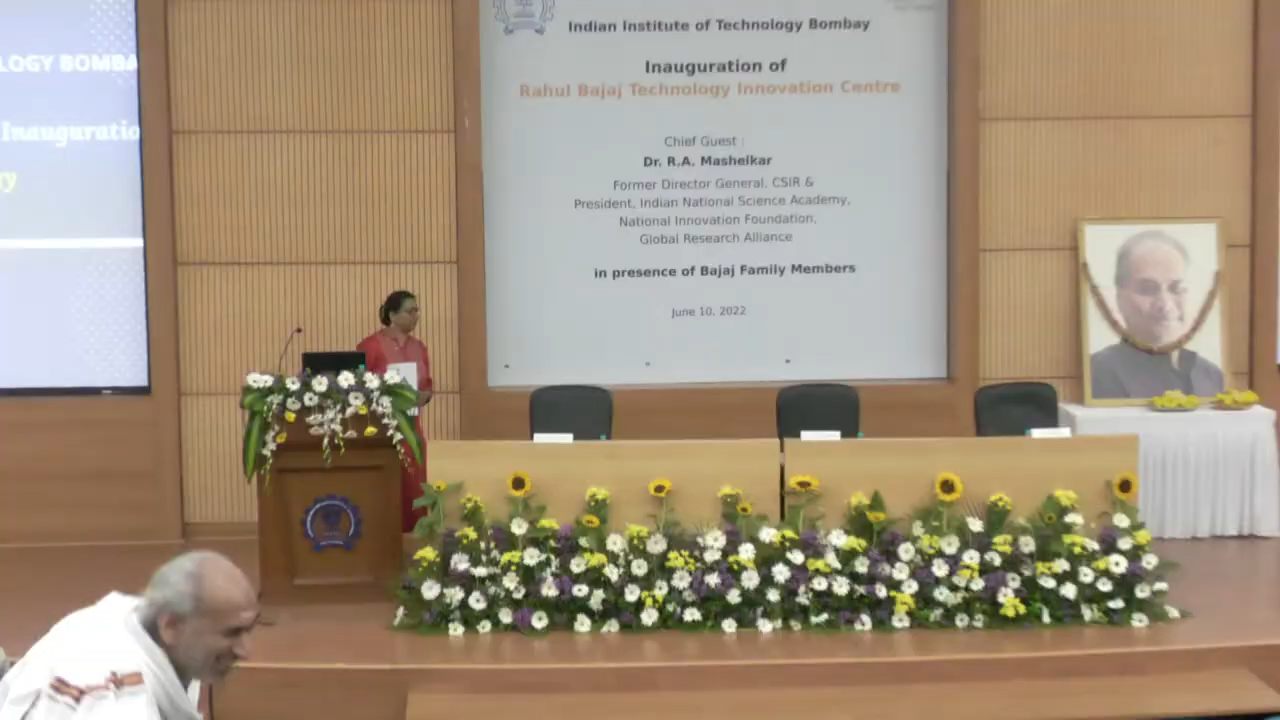 LOGY BOMBA
Inauguratio
y
Indian Institute of Technology Bombay
Inauguration of
Rahul Bajaj Technology Innovation Centre
Chief Guest :
Dr. R.A. Mashelkar
Former Director General, CSIR &
President, Indian National Science Academy,
National Innovation Foundation,
Global Research Alliance
in presence of Bajaj Family Members
June 10, 2022